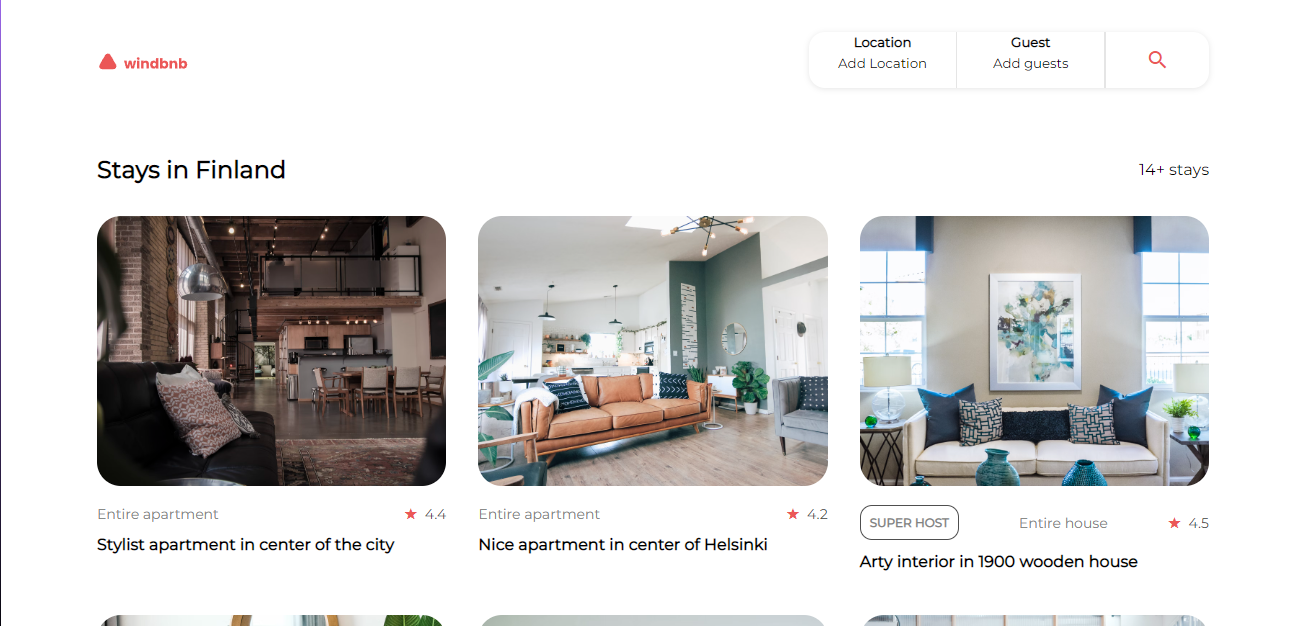 windbnb
Location
Add Location
Guest
Add guests
Stays in Finland
14+ stays
Entire apartment
4.4
Stylist apartment in center of the city
Entire apartment
4.2
Nice apartment in center of Helsinki
SUPER HOST
Entire house
4.5
Arty interior in 1900 wooden house